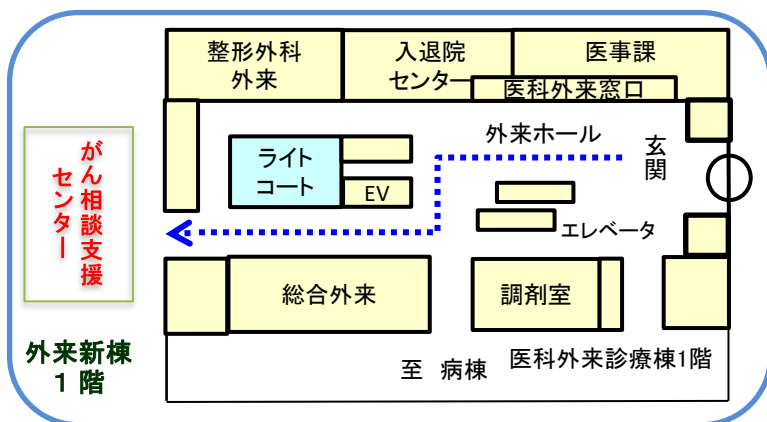 整形外科
外来
入退院
センター
医事課
医科外来窓口
外来ホール
玄関
ライト
コート
EV
エレベータ
がん相談支援
センター
総合外来
調剤室
外来新棟
１階
至 病棟
医科外来診療棟1階